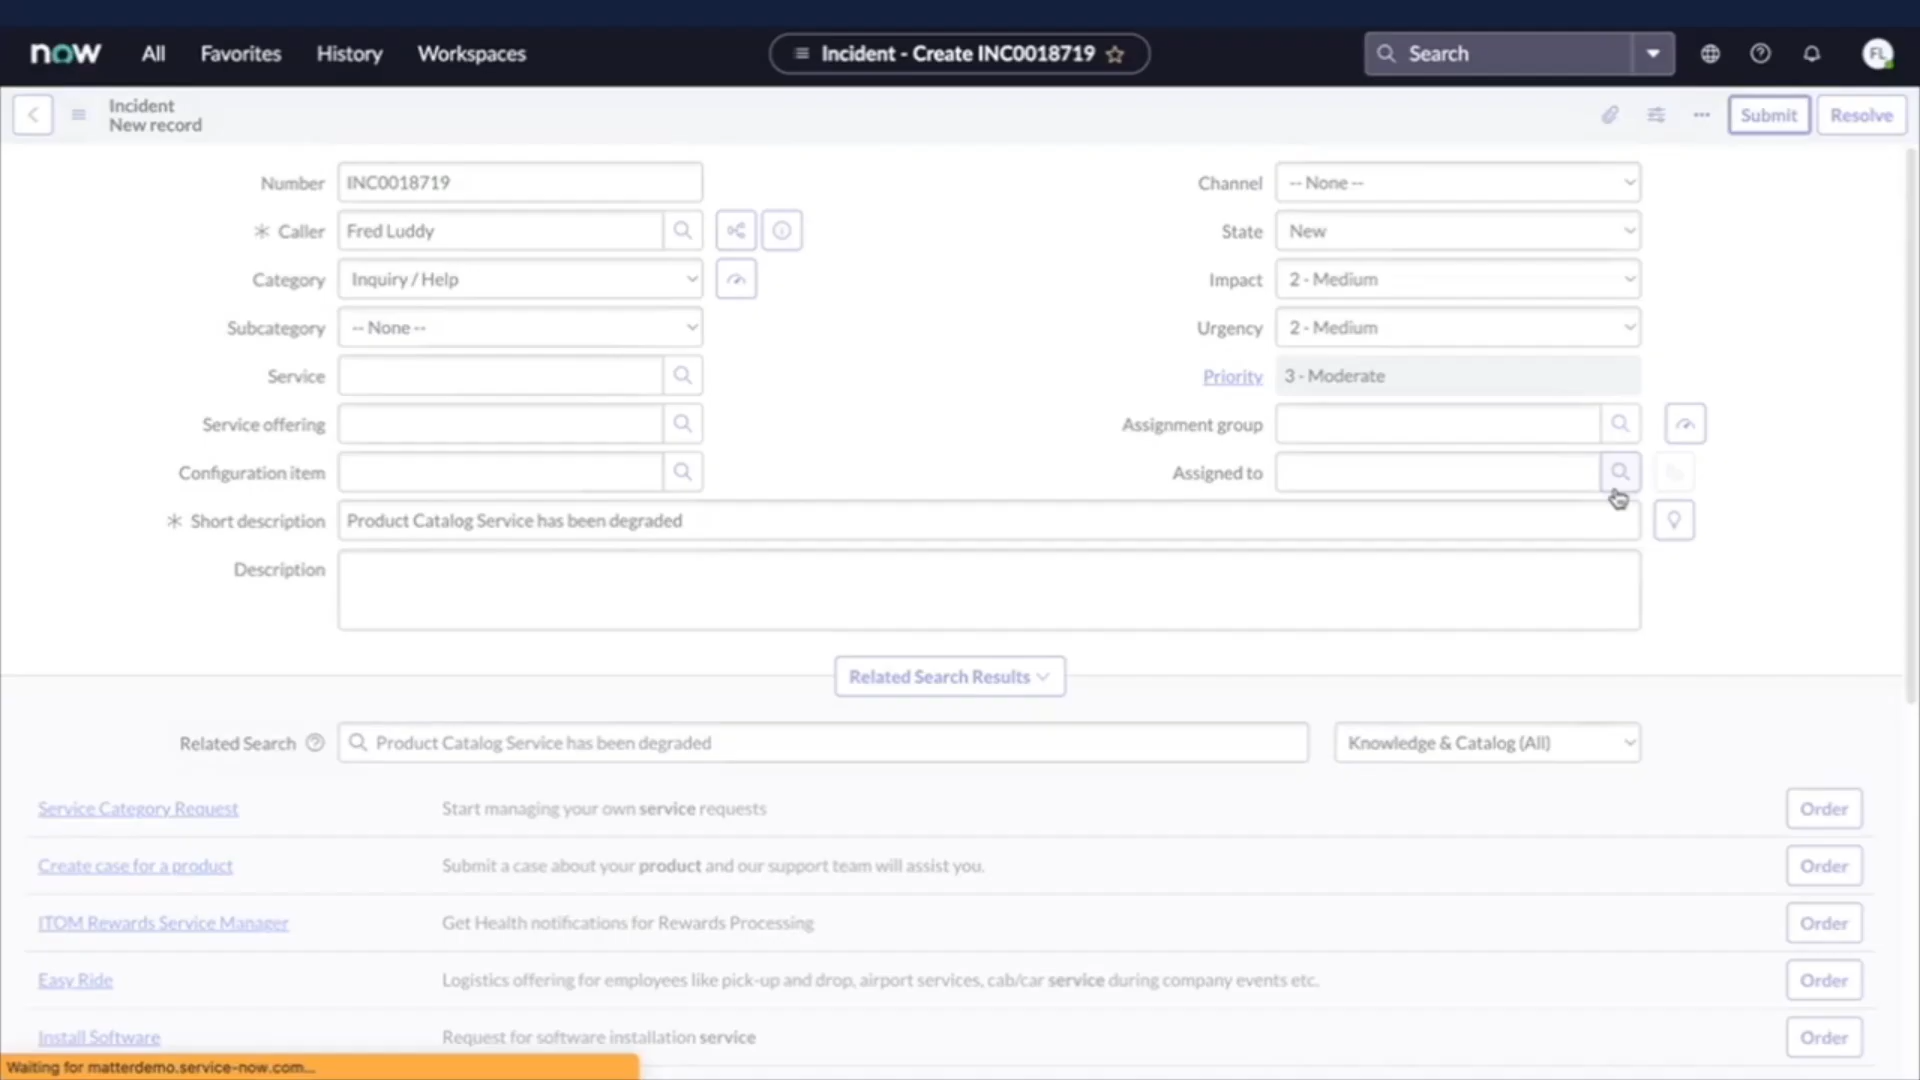 now All Favorites History Workspaces Incident - Create INC0018719 Search FL
Incident
New record
Submit Resolve
Number INC0018719 Channel -- None --
* Caller Fred Luddy State New
Category Inquiry / Help Impact 2 - Medium
Subcategory -- None -- Urgency 2 - Medium
Service Priority 3 - Moderate
Service offering Assignment group
Configuration item Assigned to
* Short description Product Catalog Service has been degraded
Description
Related Search Results
Related Search Product Catalog Service has been degraded Knowledge & Catalog (All)
Service Category Request Start managing your own service requests Order
Create case for a product Submit a case about your product and our support team will assist you. Order
ITOM Rewards Service Manager Get Health notifications for Rewards Processing Order
Easy Ride Logistics offering for employees like pick-up and drop, airport services, cab/car service during company events etc. Order
Install Software Request for software installation service Order
Waiting for matterdemo.service-now.com...